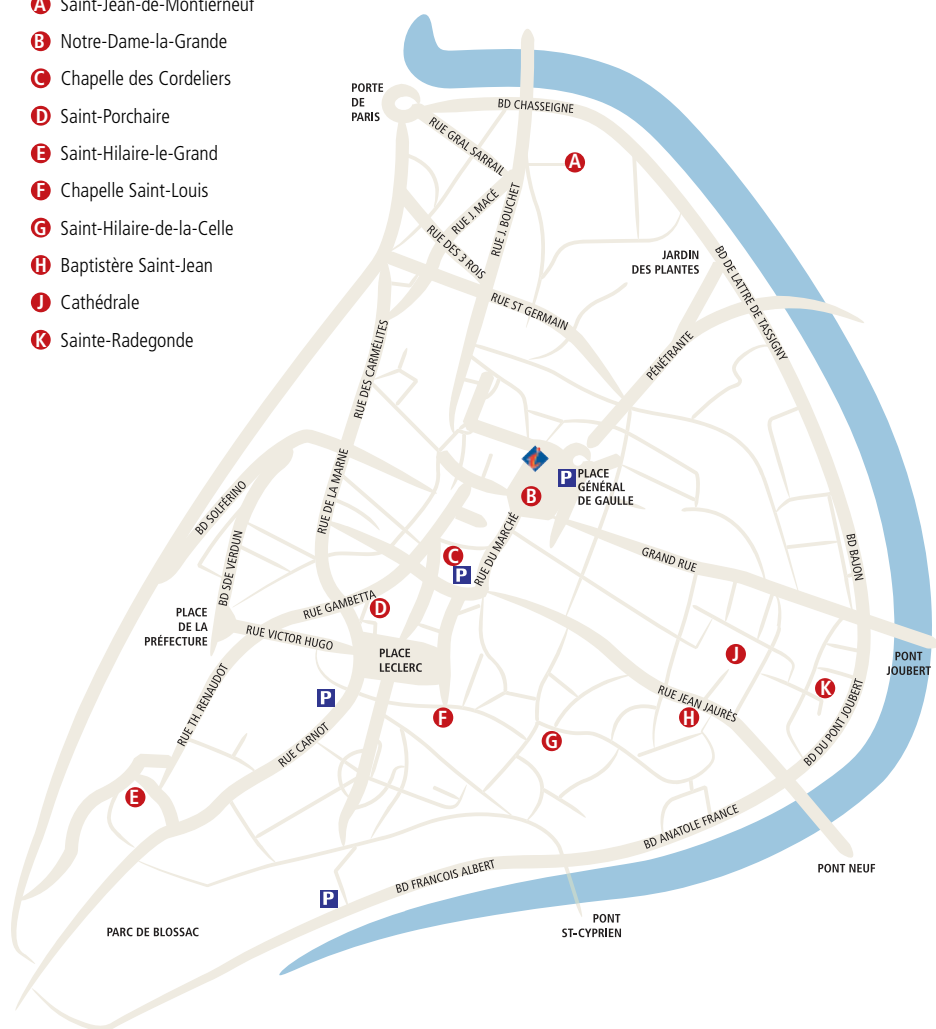 A Saint-Jean-de-Montierneuf
B Notre-Dame-la-Grande
C Chapelle des Cordeliers
D Saint-Porchaire
E Saint-Hilaire-le-Grand
F Chapelle Saint-Louis
G Saint-Hilaire-de-la-Celle
H Baptistère Saint-Jean
J Cathédrale
K Sainte-Radegonde
PORTE
DE
PARIS
BD CHASSEIGNE
RUE GRAL SARRAIL
A
RUE J. MACÉ
RUE J. BOUCHET
RUE DES 3 ROIS
JARDIN
DES PLANTES
BD DE LATTRE DE TASSIGNY
RUE ST GERMAIN
PÉNÉTRANTE
RUE DES CARMÉLITES
i
P
PLACE
GÉNÉRAL
DE GAULLE
B
RUE DE LA MARNE
BD SOLFÉRINO
RUE DU MARCHÉ
BD SDE VERDUN
C
P
GRAND RUE
BD BAJON
RUE GAMBETTA
D
PLACE
DE LA
PRÉFECTURE
RUE VICTOR HUGO
PLACE
LECLERC
J
PONT
JOUBERT
K
RUE TH. RENAUDOT
P
RUE JEAN JAURÈS
F
H
G
BD DU PONT JOUBERT
RUE CARNOT
E
BD ANATOLE FRANCE
PONT NEUF
BD FRANCOIS ALBERT
P
PONT
ST-CYPRIEN
PARC DE BLOSSAC